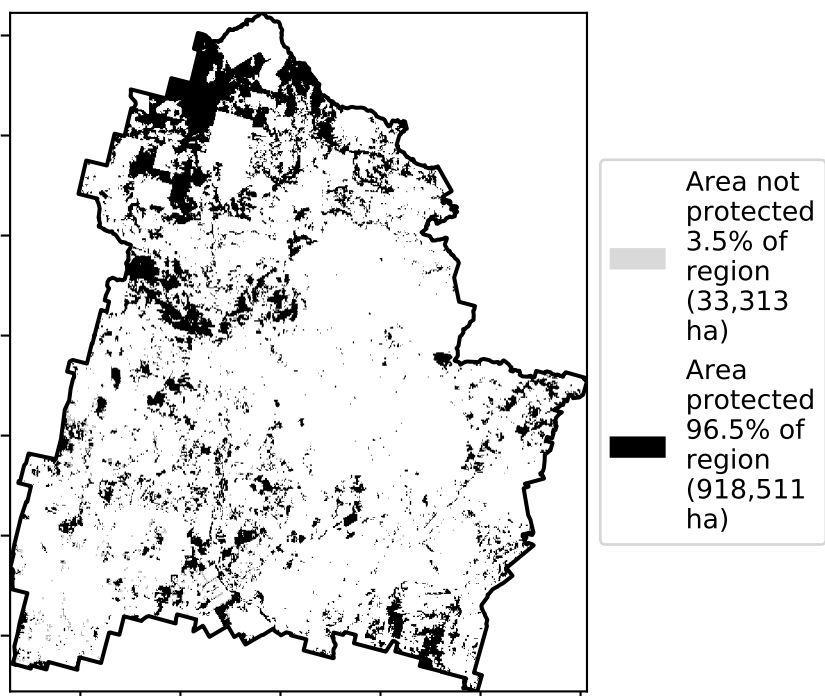 Area not
protected
3.5% of
region
(33,313
ha)
Area
protected
96.5% of
region
(918,511
ha)